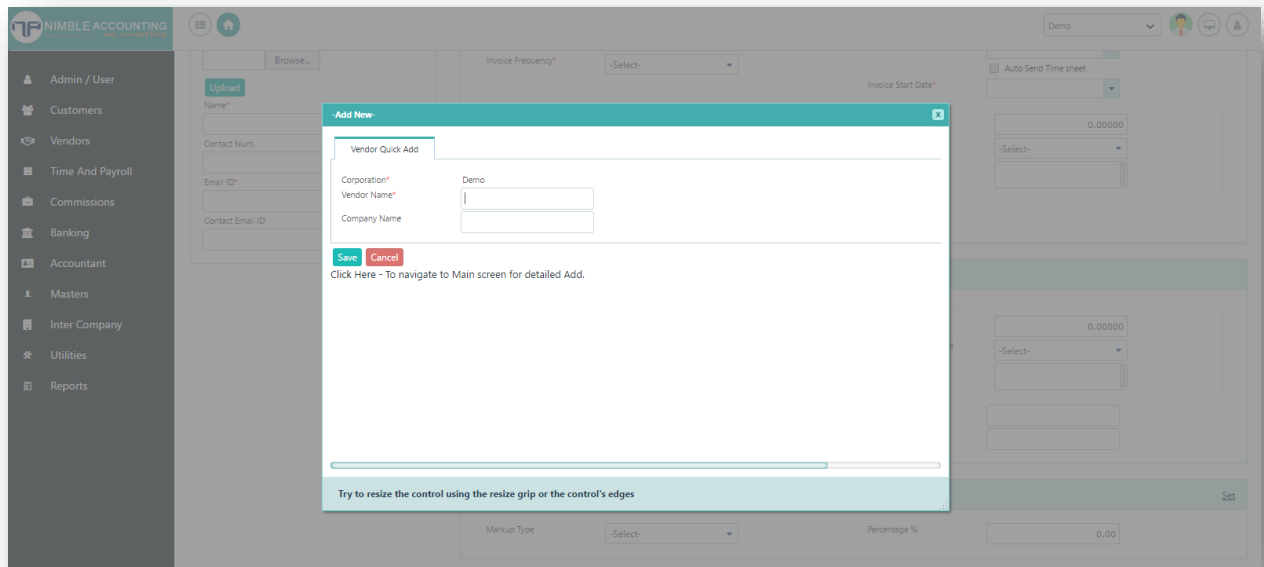 NIMBLE ACCOUNTING
Demo
Admin / User
Customers
Vendors
Time And Payroll
Commissions
Banking
Accountant
Masters
Inter Company
Utilities
Reports
Browse...
Upload
Name*
Contact Num.
Email ID*
Contact Email ID
Invoice Frequency*
-Select-
Auto Send Time sheet
Invoice Start Date*
0.00000
-Select-
-Add New-
x
Vendor Quick Add
Corporation*
Demo
Vendor Name*
Company Name
Save
Cancel
Click Here - To navigate to Main screen for detailed Add.
0.00000
-Select-
Try to resize the control using the resize grip or the control's edges
Set
Markup Type
-Select-
Percentage %
0.00